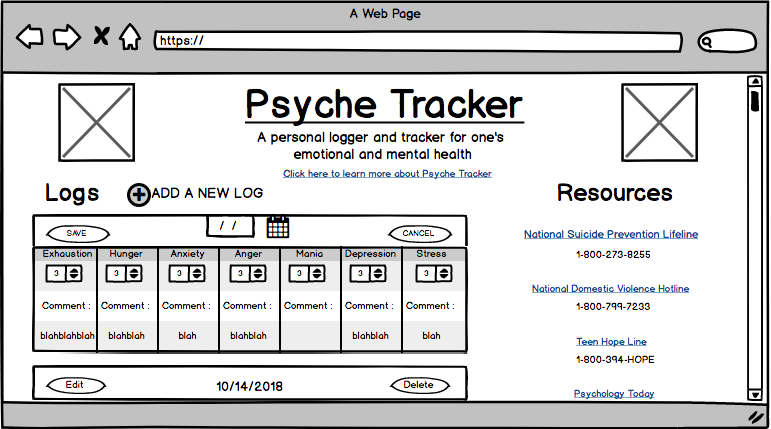 A Web Page
https://
Psyche Tracker
A personal logger and tracker for one's
emotional and mental health
Click here to learn more about Psyche Tracker
Logs
ADD A NEW LOG
SAVE
/ /
CANCEL
Exhaustion Hunger Anxiety Anger Mania Depression Stress
3 3 3 3 3 3 3
Comment : Comment : Comment : Comment : Comment : Comment : Comment :
blahblahblah blahblah blah blahblah blahblah blah
Edit
10/14/2018
Delete
Resources
National Suicide Prevention Lifeline
1-800-273-8255
National Domestic Violence Hotline
1-800-799-7233
Teen Hope Line
1-800-394-HOPE
Psychology Today